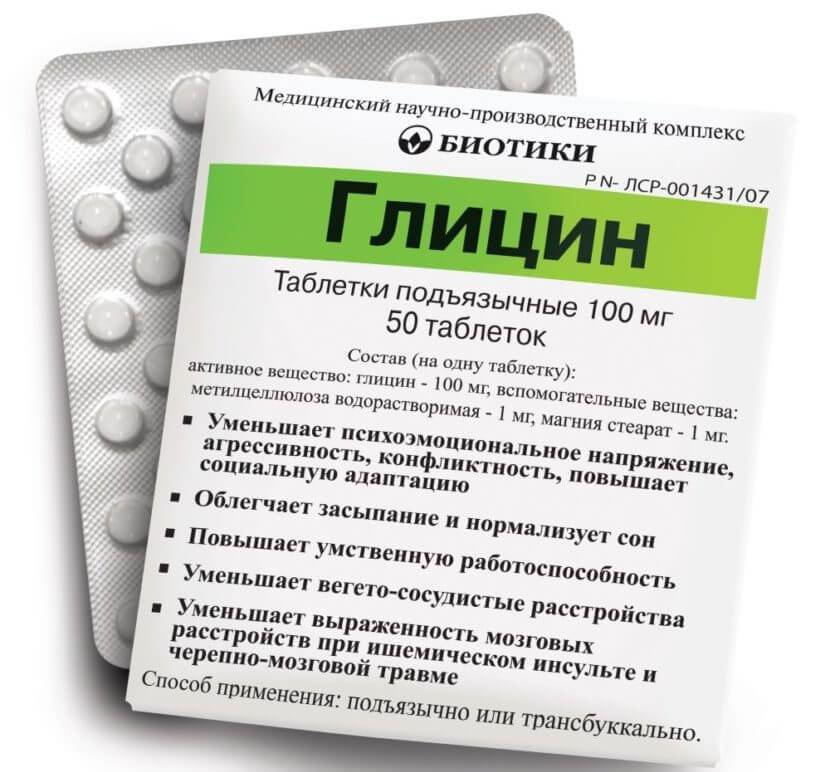 Медицинский научно-производственный комплекс
БИОТИКИ
Р N- ЛСР-001431/07
Глицин
Таблетки подъязычные 100 мг
50 таблеток
Состав (на одну таблетку):
активное вещество: глицин - 100 мг, вспомогательные вещества:
метилцеллюлоза водорастворимая - 1 мг, магния стеарат - 1 мг.
▪ Уменьшает психоэмоциональное напряжение,
агрессивность, конфликтность, повышает
социальную адаптацию
▪ Облегчает засыпание и нормализует сон
▪ Повышает умственную работоспособность
▪ Уменьшает вегето-сосудистые расстройства
▪ Уменьшает выраженность мозговых
расстройств при ишемическом инсульте и
черепно-мозговой травме
Способ применения: подъязычно или трансбуккально.